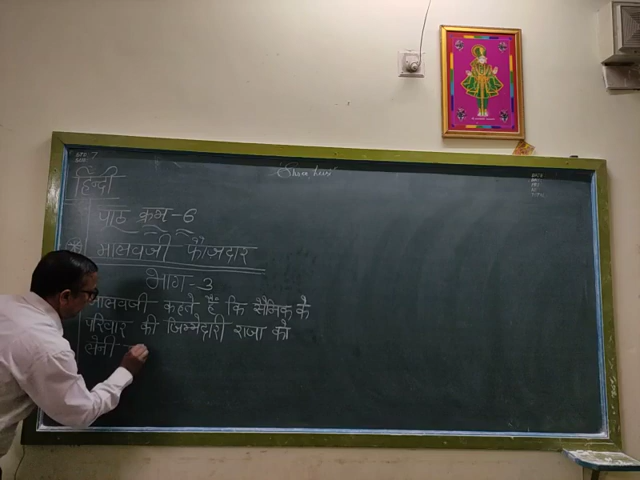 हिन्दी
पाठ क्रम-6
मालवजी फौजदार
भाग-3
मालवजी कहते हैं कि सैनिक के
परिवार की जिम्मेदारी राजा को
लेनी